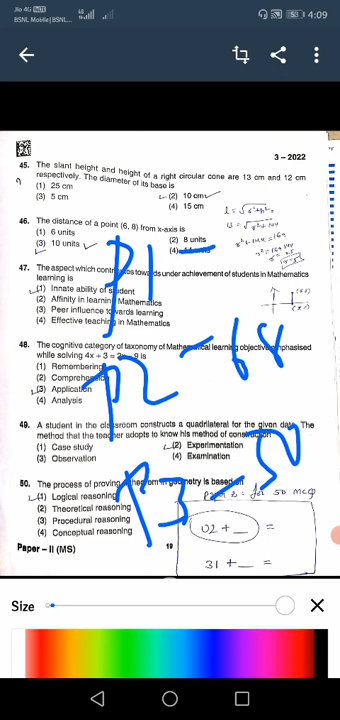 Jio 4G VoLTE
BSNL Mobile | BSNL...
4:09
3 – 2022
45. The slant height and height of a right circular cone are 13 cm and 12 cm
respectively. The diameter of its base is
(1) 25 cm
(2) 10 cm
(3) 5 cm
(4) 15 cm
46. The distance of a point (6, 8) from x-axis is
(1) 6 units
(2) 8 units
(3) 10 units
(4)
47. The aspect which contributes towards under achievement of students in Mathematics
learning is
(1) Innate ability of student
(2) Affinity in learning Mathematics
(3) Peer influence towards learning
(4) Effective teaching in Mathematics
48. The cognitive category of taxonomy of Mathematical learning objectives emphasised
while solving 4x + 3 = 9 is
(1) Remembering
(2) Comprehension
(3) Application
(4) Analysis
49. A student in the classroom constructs a quadrilateral for the given data. The
method that the teacher adopts to know his method of construction
(1) Case study
(2) Experimentation
(3) Observation
(4) Examination
50. The process of proving theorem in geometry is based on
(1) Logical reasoning
(2) Theoretical reasoning
(3) Procedural reasoning
(4) Conceptual reasoning
Paper – II (MS)
19
P1
P2 – 68
P3 – 50
for 50 MCQ
02 + _ =
31 + _ =
Size